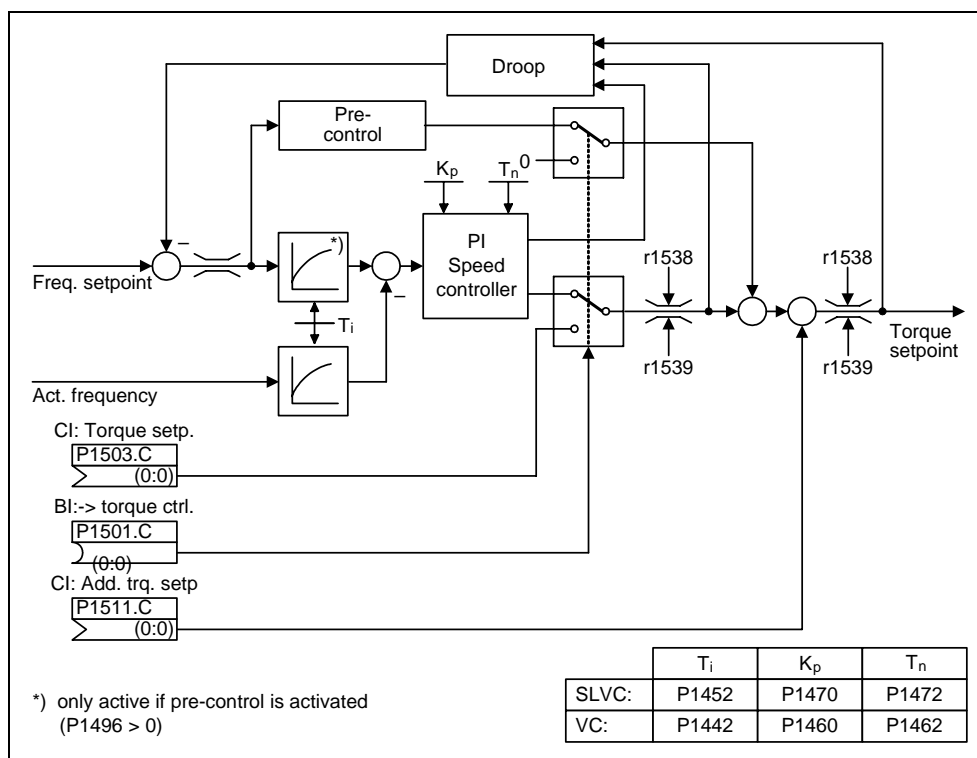 Droop
Pre-
control
Kp
Tn
0
PI
Speed
controller
*)
–
–
Freq. setpoint
Ti
Act. frequency
r1538
r1539
r1538
r1539
Torque
setpoint
CI: Torque setp.
P1503.C
(0:0)
BI:-> torque ctrl.
P1501.C
(0:0)
CI: Add. trq. setp
P1511.C
(0:0)
*) only active if pre-control is activated
(P1496 > 0)
Ti Kp Tn
SLVC: P1452 P1470 P1472
VC: P1442 P1460 P1462